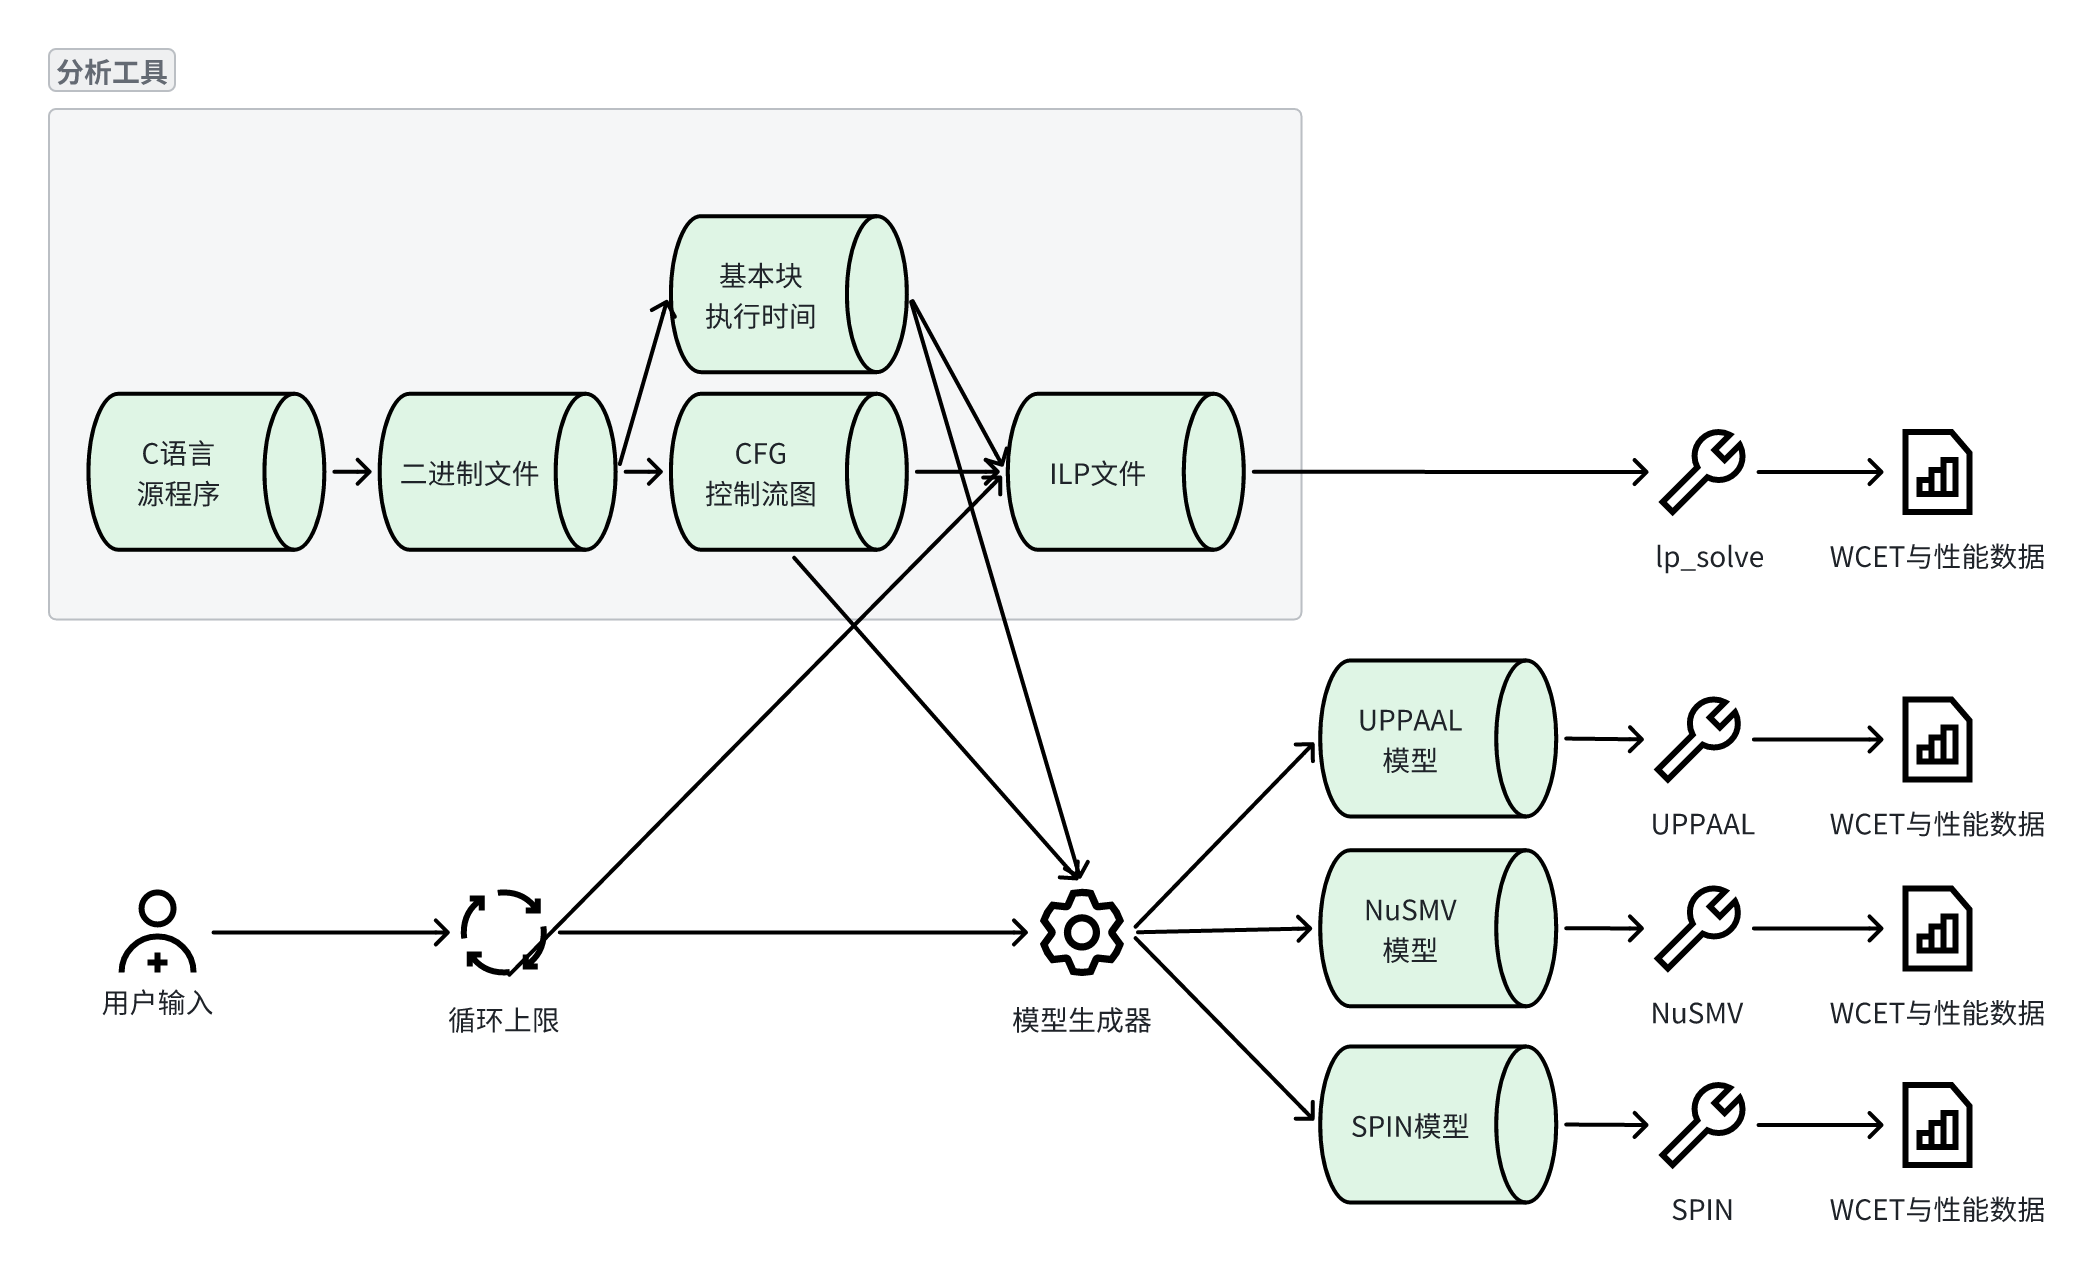 分析工具
基本块
执行时间
C语言
源程序
二进制文件
CFG
控制流图
ILP文件
lp_solve
WCET与性能数据
UPPAAL
模型
UPPAAL
WCET与性能数据
NuSMV
模型
用户输入
循环上限
模型生成器
NuSMV
WCET与性能数据
SPIN模型
SPIN
WCET与性能数据